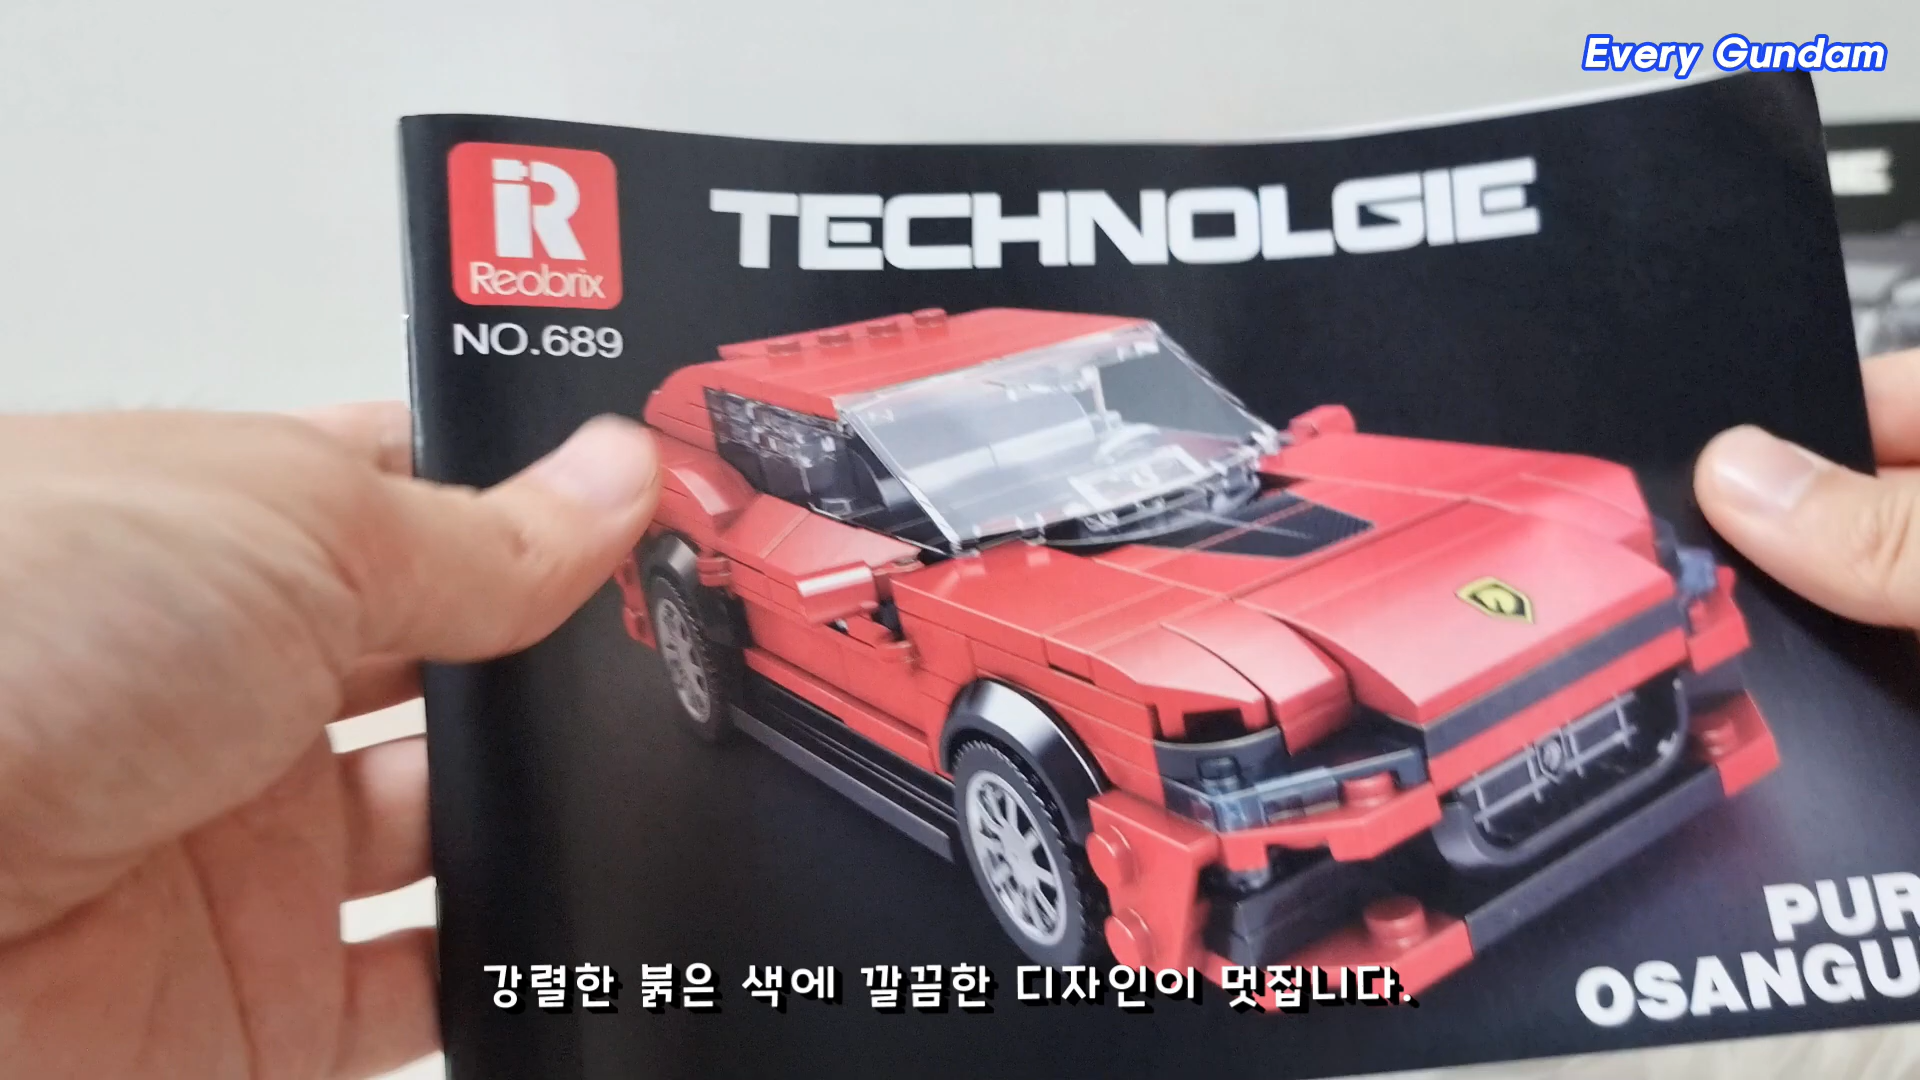 Every Gundam
R
Reobrix
TECHNOLGIE
NO.689
PUR
OSANGU
강렬한 붉은 색에 깔끔한 디자인이 멋집니다.